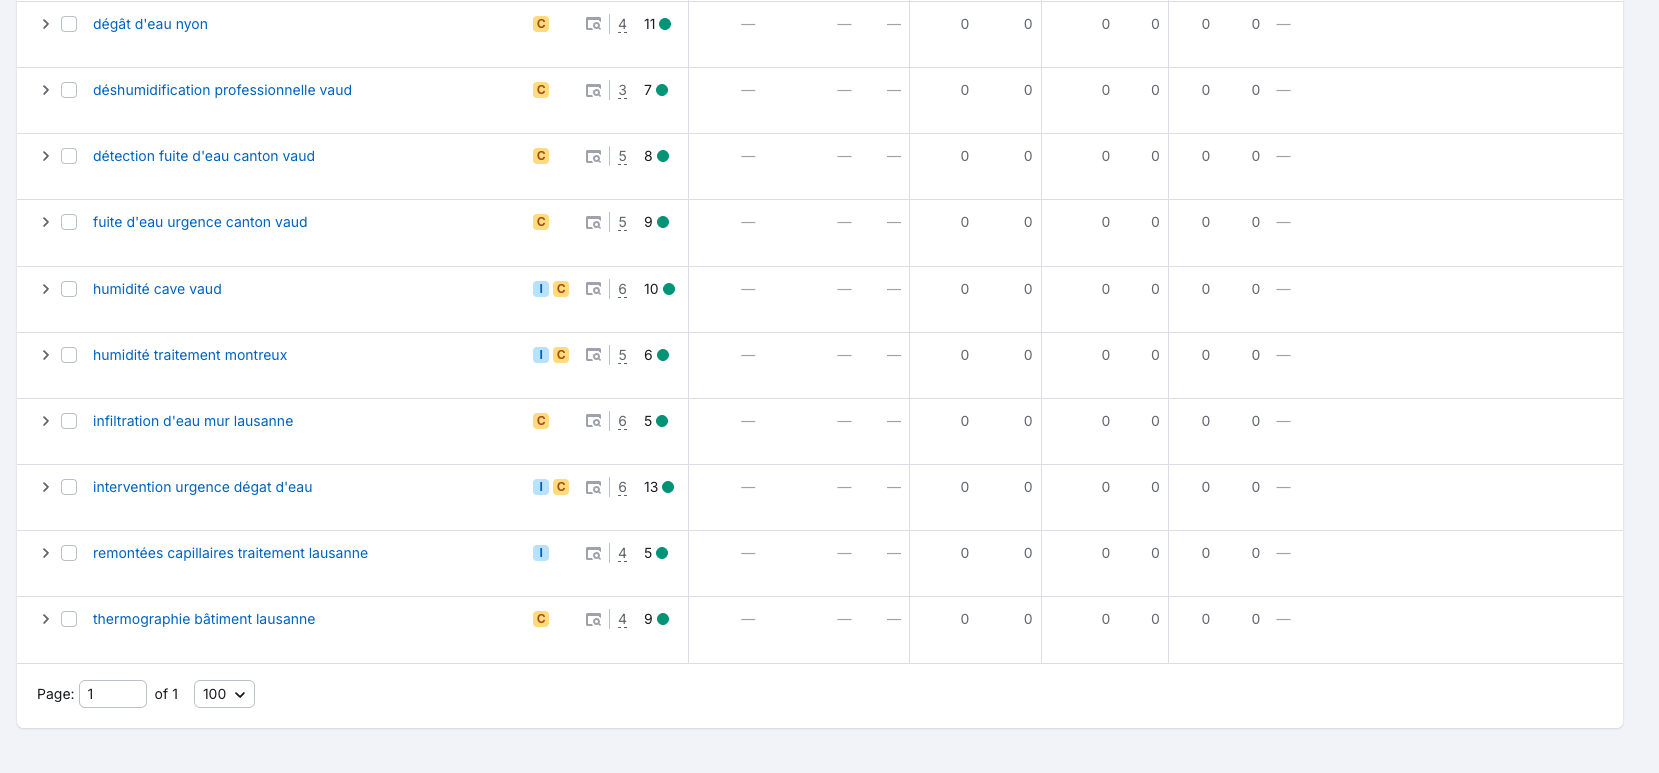 dégât d'eau nyon C 4 11 — — — 0 0 0 0 0 0 —
déshumidification professionnelle vaud C 3 7 — — — 0 0 0 0 0 0 —
détection fuite d'eau canton vaud C 5 8 — — — 0 0 0 0 0 0 —
fuite d'eau urgence canton vaud C 5 9 — — — 0 0 0 0 0 0 —
humidité cave vaud I C 6 10 — — — 0 0 0 0 0 0 —
humidité traitement montreux I C 5 6 — — — 0 0 0 0 0 0 —
infiltration d'eau mur lausanne C 6 5 — — — 0 0 0 0 0 0 —
intervention urgence dégat d'eau I C 6 13 — — — 0 0 0 0 0 0 —
remontées capillaires traitement lausanne I 4 5 — — — 0 0 0 0 0 0 —
thermographie bâtiment lausanne C 4 9 — — — 0 0 0 0 0 0 —
Page: 1 of 1 100